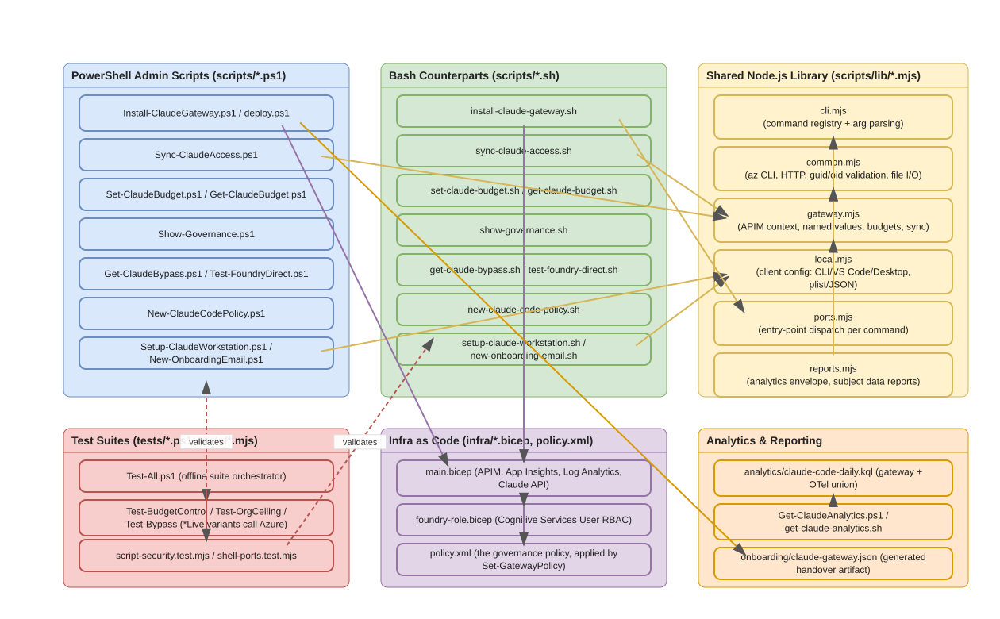 PowerShell Admin Scripts (scripts/*.ps1)
Install-ClaudeGateway.ps1 / deploy.ps1
Sync-ClaudeAccess.ps1
Set-ClaudeBudget.ps1 / Get-ClaudeBudget.ps1
Show-Governance.ps1
Get-ClaudeBypass.ps1 / Test-FoundryDirect.ps1
New-ClaudeCodePolicy.ps1
Setup-ClaudeWorkstation.ps1 /
New-OnboardingEmail.ps1
Bash Counterparts (scripts/*.sh)
install-claude-gateway.sh
sync-claude-access.sh
set-claude-budget.sh / get-claude-budget.sh
show-governance.sh
get-claude-bypass.sh / test-foundry-direct.sh
new-claude-code-policy.sh
setup-claude-workstation.sh /
new-onboarding-email.sh
Shared Node.js Library (scripts/lib/*.mjs)
cli.mjs
(command registry + arg parsing)
common.mjs
(az CLI, HTTP, guid/oid validation, file I/O)
gateway.mjs
(APIM context, named values, budgets, sync)
local.mjs
(client config: CLI/VS Code/Desktop,
plist/JSON)
ports.mjs
(entry-point dispatch per command)
reports.mjs
(analytics envelope, subject data reports)
Test Suites (tests/*.p .mjs)
validates
Test-All.ps1 (offline suite orchestrator)
Test-BudgetControl / Test-OrgCeiling /
Test-Bypass (*Live variants call Azure)
script-security.test.mjs / shell-ports.test.mjs
validates
Infra as Code (infra/*.bicep, policy.xml)
main.bicep (APIM, App Insights, Log Analytics,
Claude API)
foundry-role.bicep (Cognitive Services User RBAC)
policy.xml (the governance policy, applied by
Set-GatewayPolicy)
Analytics & Reporting
analytics/claude-code-daily.kql (gateway +
OTel union)
Get-ClaudeAnalytics.ps1 /
get-claude-analytics.sh
onboarding/claude-gateway.json (generated
handover artifact)